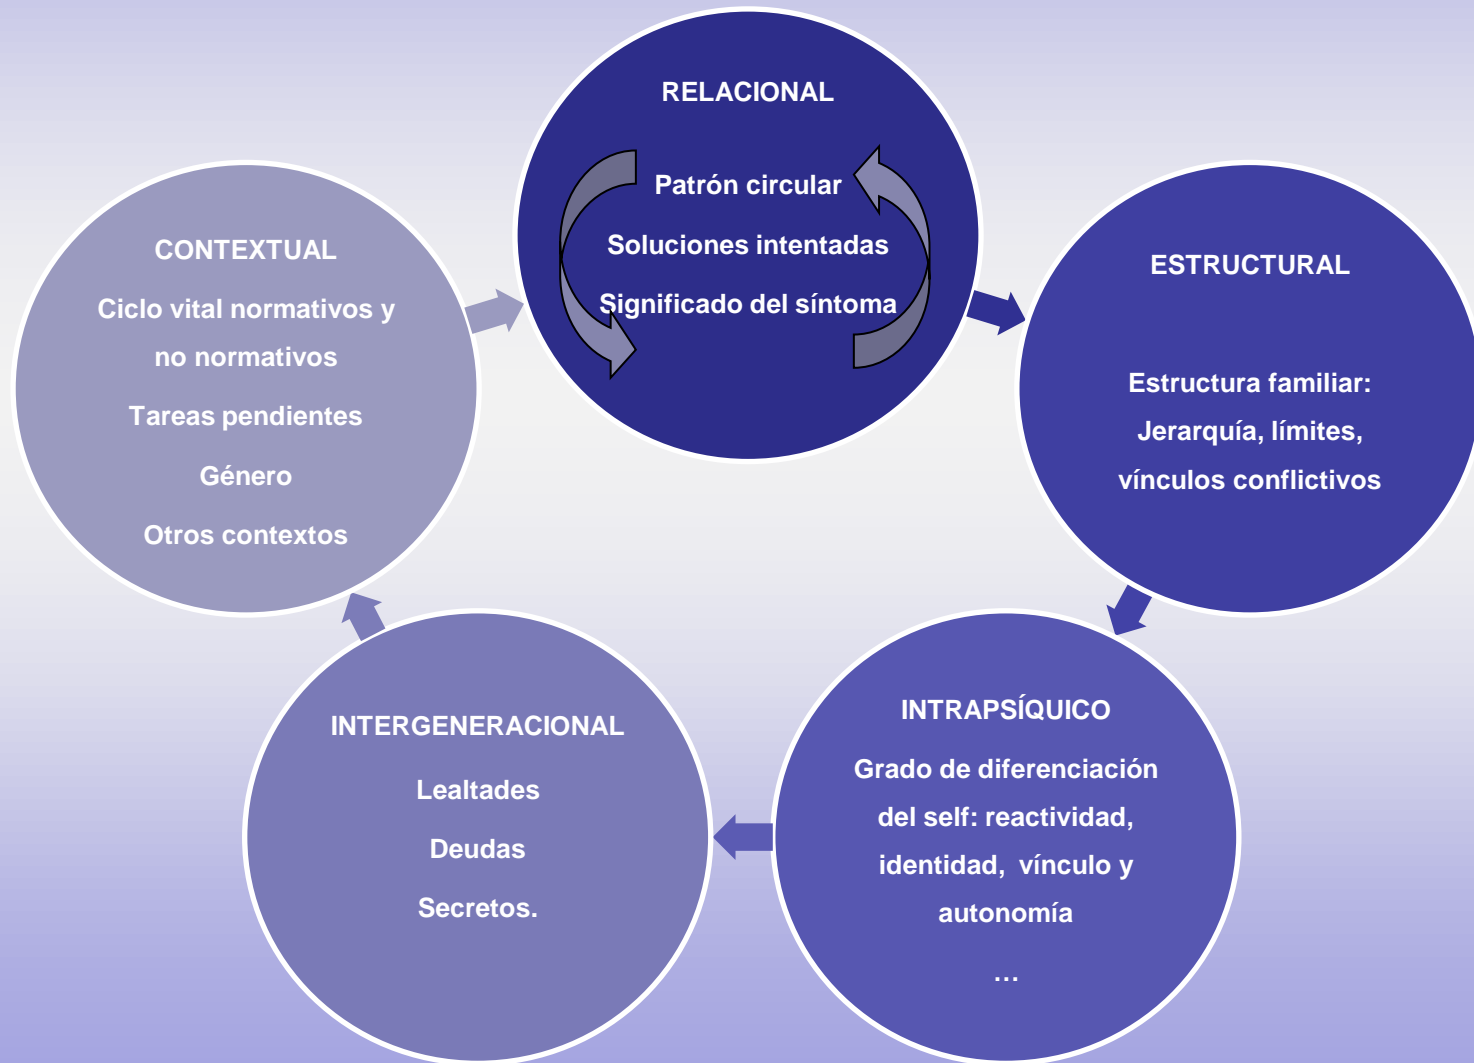 RELACIONAL
Patrón circular
Soluciones intentadas
Significado del síntoma
ESTRUCTURAL
Estructura familiar:
Jerarquía, límites,
vínculos conflictivos
INTRAPSÍQUICO
Grado de diferenciación
del self: reactividad,
identidad, vínculo y
autonomía
…
INTERGENERACIONAL
Lealtades
Deudas
Secretos.
CONTEXTUAL
Ciclo vital normativos y
no normativos
Tareas pendientes
Género
Otros contextos